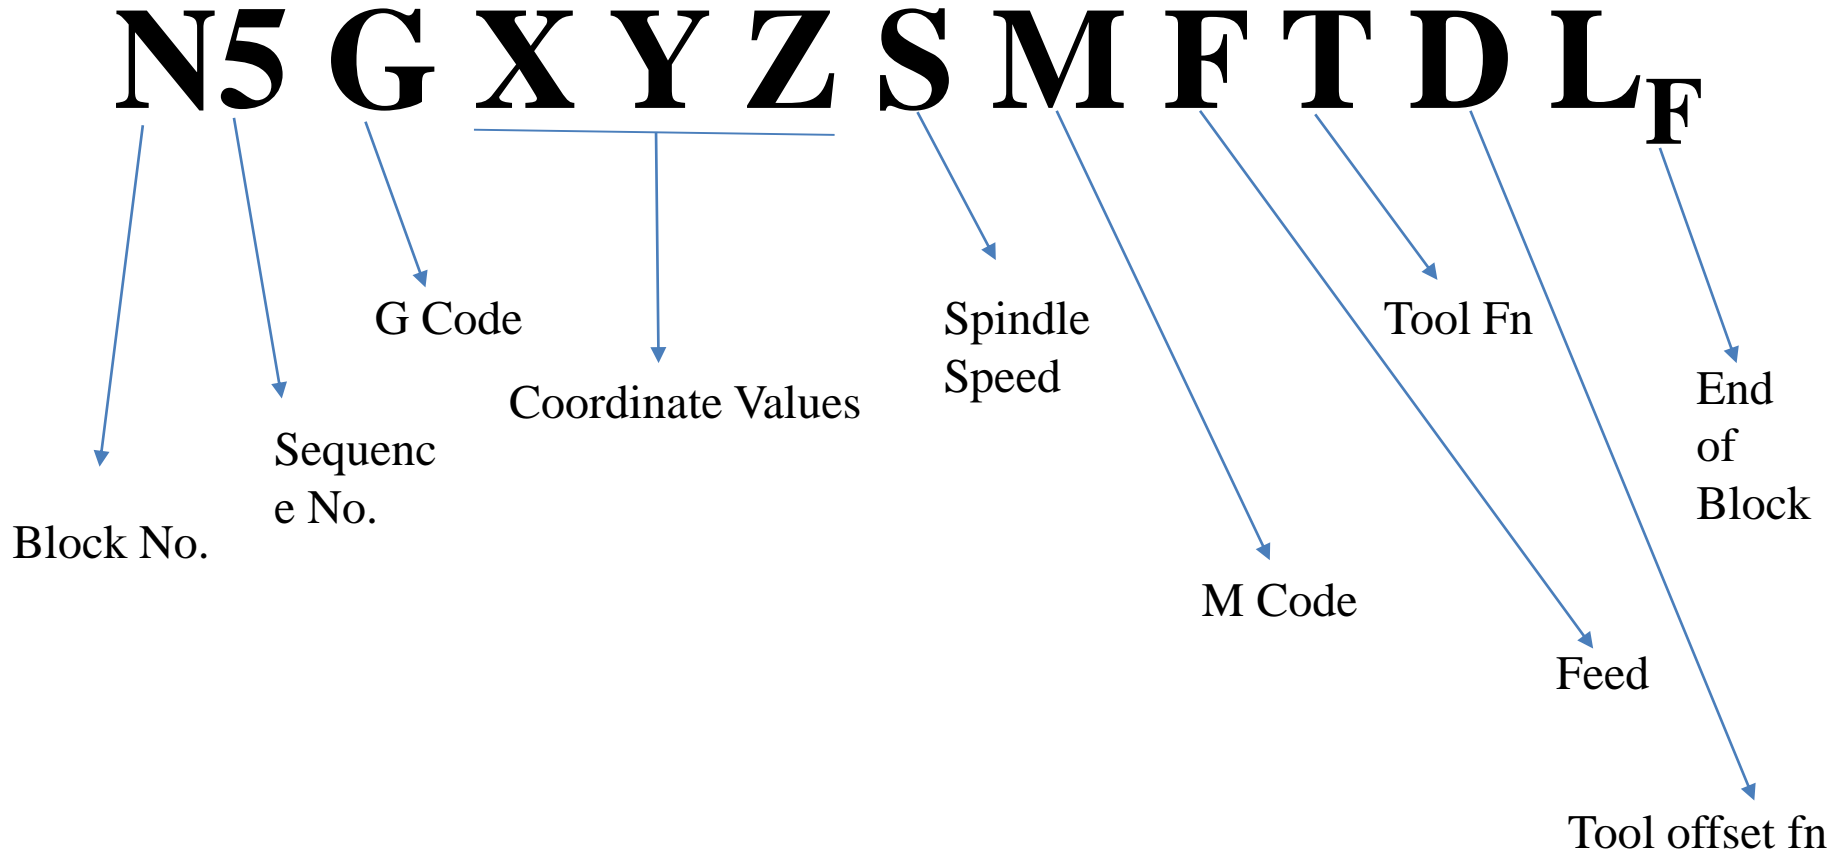 N5 G X Y Z S M F T D LF
G Code
Spindle
Speed
Tool Fn
Coordinate Values
End
of
Block
Sequenc
e No.
Block No.
M Code
Feed
Tool offset fn